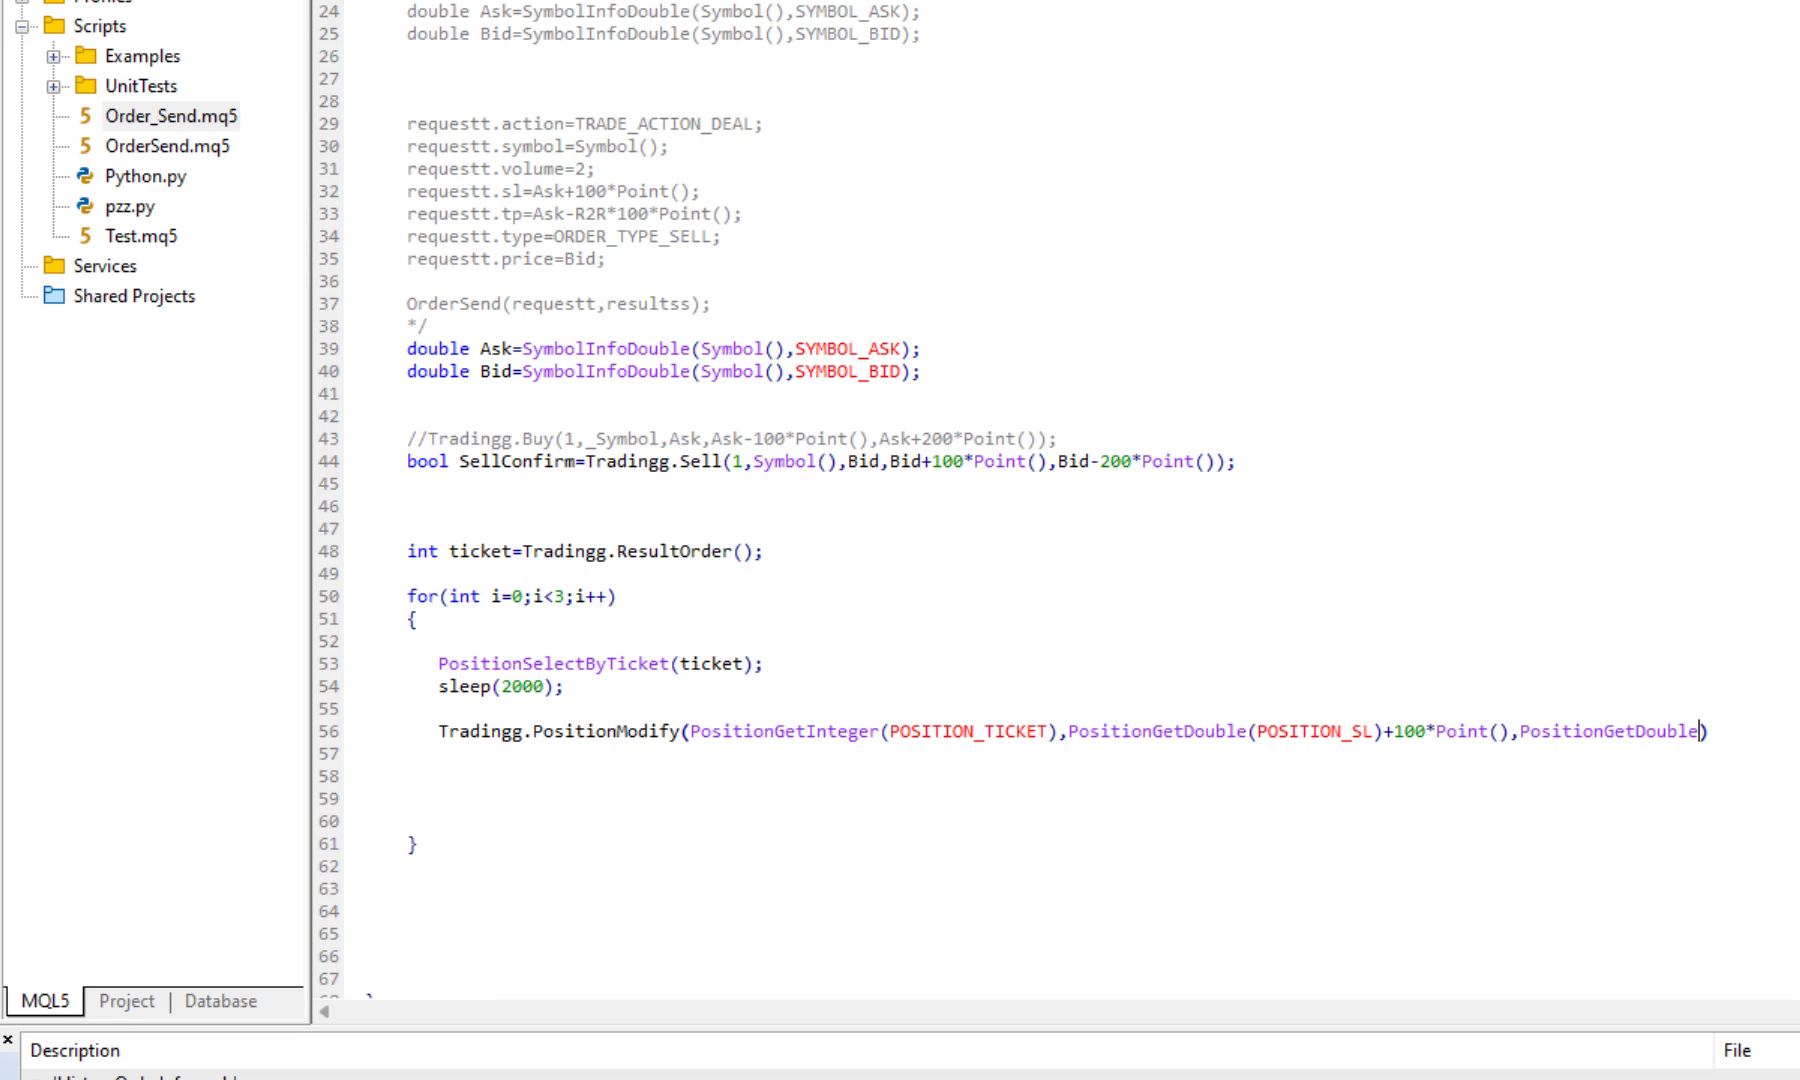 Scripts
Examples
UnitTests
Order_Send.mq5
OrderSend.mq5
Python.py
pzz.py
Test.mq5
Services
Shared Projects
MQL5 Project | Database
24 double Ask=SymbolInfoDouble(Symbol(),SYMBOL_ASK);
25 double Bid=SymbolInfoDouble(Symbol(),SYMBOL_BID);
26
27
28
29 requestt.action=TRADE_ACTION_DEAL;
30 requestt.symbol=Symbol();
31 requestt.volume=2;
32 requestt.sl=Ask+100*Point();
33 requestt.tp=Ask-R2R*100*Point();
34 requestt.type=ORDER_TYPE_SELL;
35 requestt.price=Bid;
36
37 OrderSend(requestt,resultss);
38 */
39 double Ask=SymbolInfoDouble(Symbol(),SYMBOL_ASK);
40 double Bid=SymbolInfoDouble(Symbol(),SYMBOL_BID);
41
42
43 //Tradingg.Buy(1,_Symbol,Ask,Ask-100*Point(),Ask+200*Point());
44 bool SellConfirm=Tradingg.Sell(1,Symbol(),Bid,Bid+100*Point(),Bid-200*Point());
45
46
47
48 int ticket=Tradingg.ResultOrder();
49
50 for(int i=0;i<3;i++)
51 {
52
53 PositionSelectByTicket(ticket);
54 sleep(2000);
55
56 Tradingg.PositionModify(PositionGetInteger(POSITION_TICKET),PositionGetDouble(POSITION_SL)+100*Point(),PositionGetDouble)
57
58
59
60
61 }
62
63
64
65
66
67
Description File